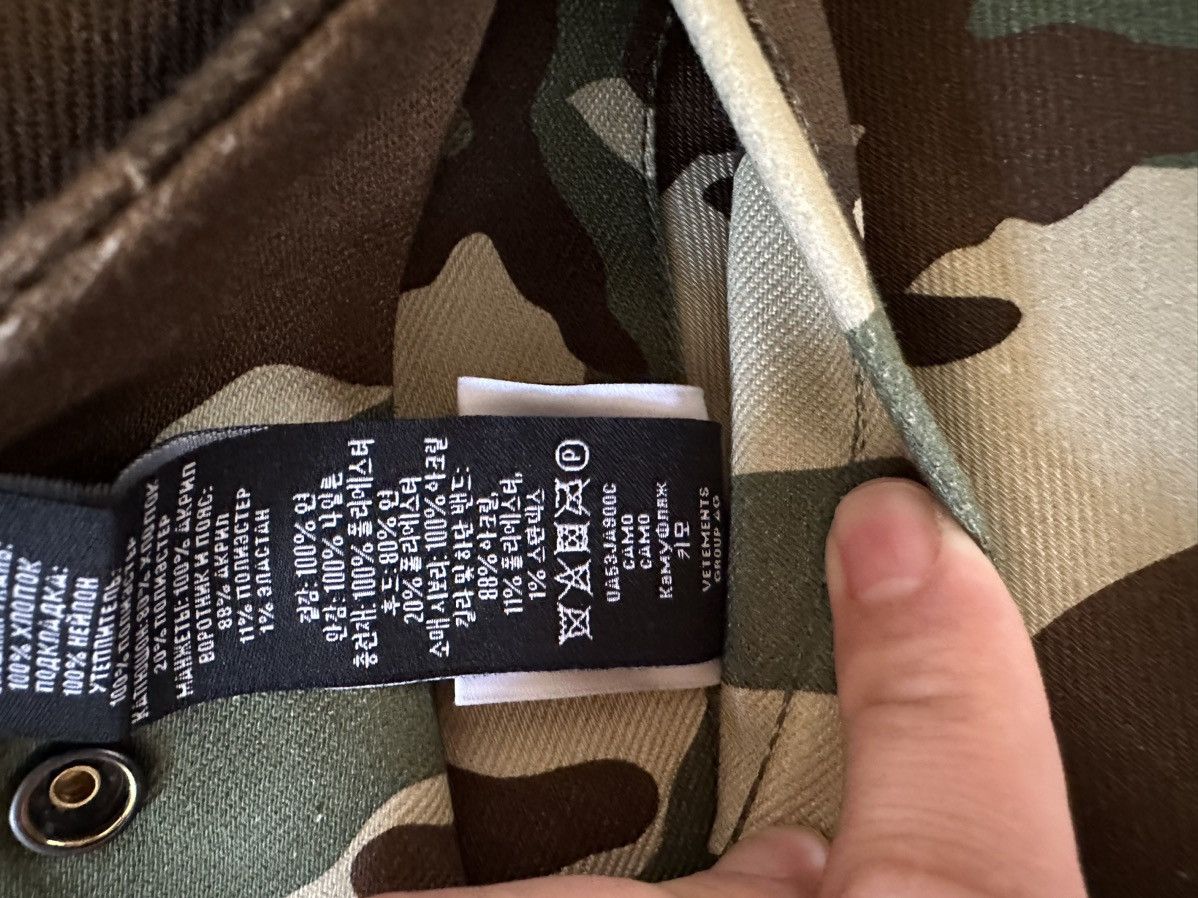 100% ХЛОПОК
ПОДКЛАДКА:
100% НЕЙЛОН
УТЕПЛИТЕЛЬ:
100% ПОЛИЭСТЕР
КАПЮШОН: 80% ХЛОПОК
20% ПОЛИЭСТЕР
МАНЖЕТЫ: 100% АКРИЛ
ВОРОТНИК И ПОЯС:
88% АКРИЛ
11% ПОЛИЭСТЕР
1% ЭЛАСТАН
겉감: 100% 면
안감: 100% 나일론
충전재: 100% 폴리에스터
후드: 80% 면
20% 폴리에스터
소매 시보리: 100% 아크릴
칼라 및 하단 밴드:
88% 아크릴,
11% 폴리에스터,
1% 스판덱스
P
UA53JA900C
CAMO
CAMO
Камуфляж
카모
VETEMENTS
GROUP AG